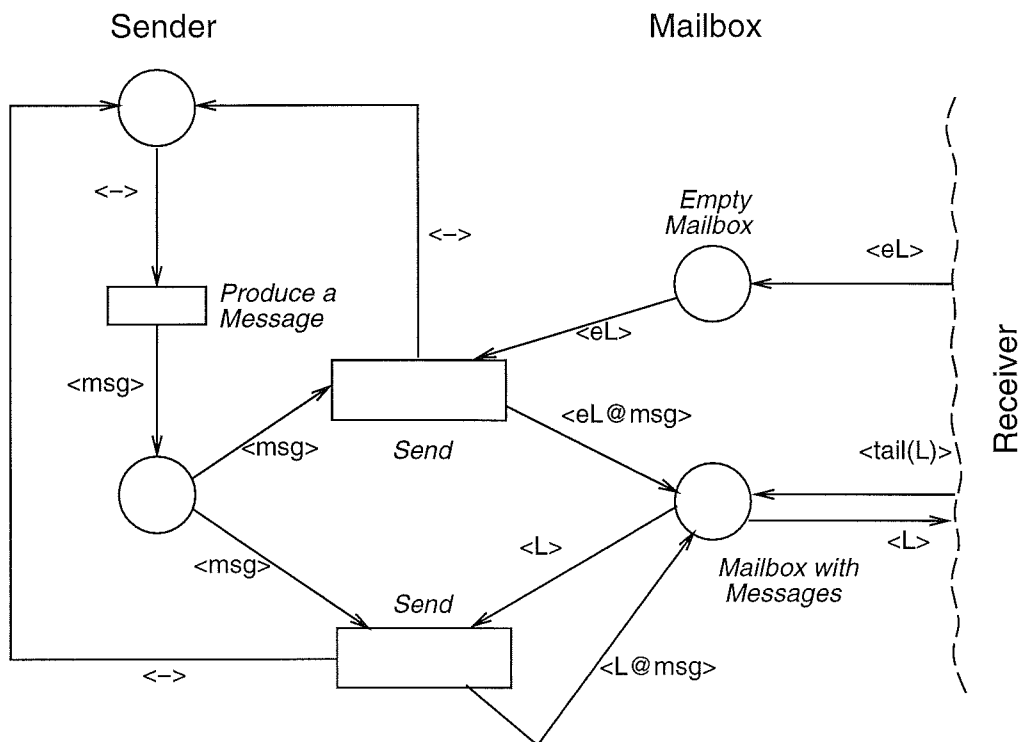 Sender
Mailbox
<–>
<–>
Empty
Mailbox
<eL>
Produce a
Message
<eL>
<msg>
<eL@msg>
<msg>
Send
<tail(L)>
Receiver
<L>
<L>
<msg>
Mailbox with
Messages
Send
<L@msg>
<–>